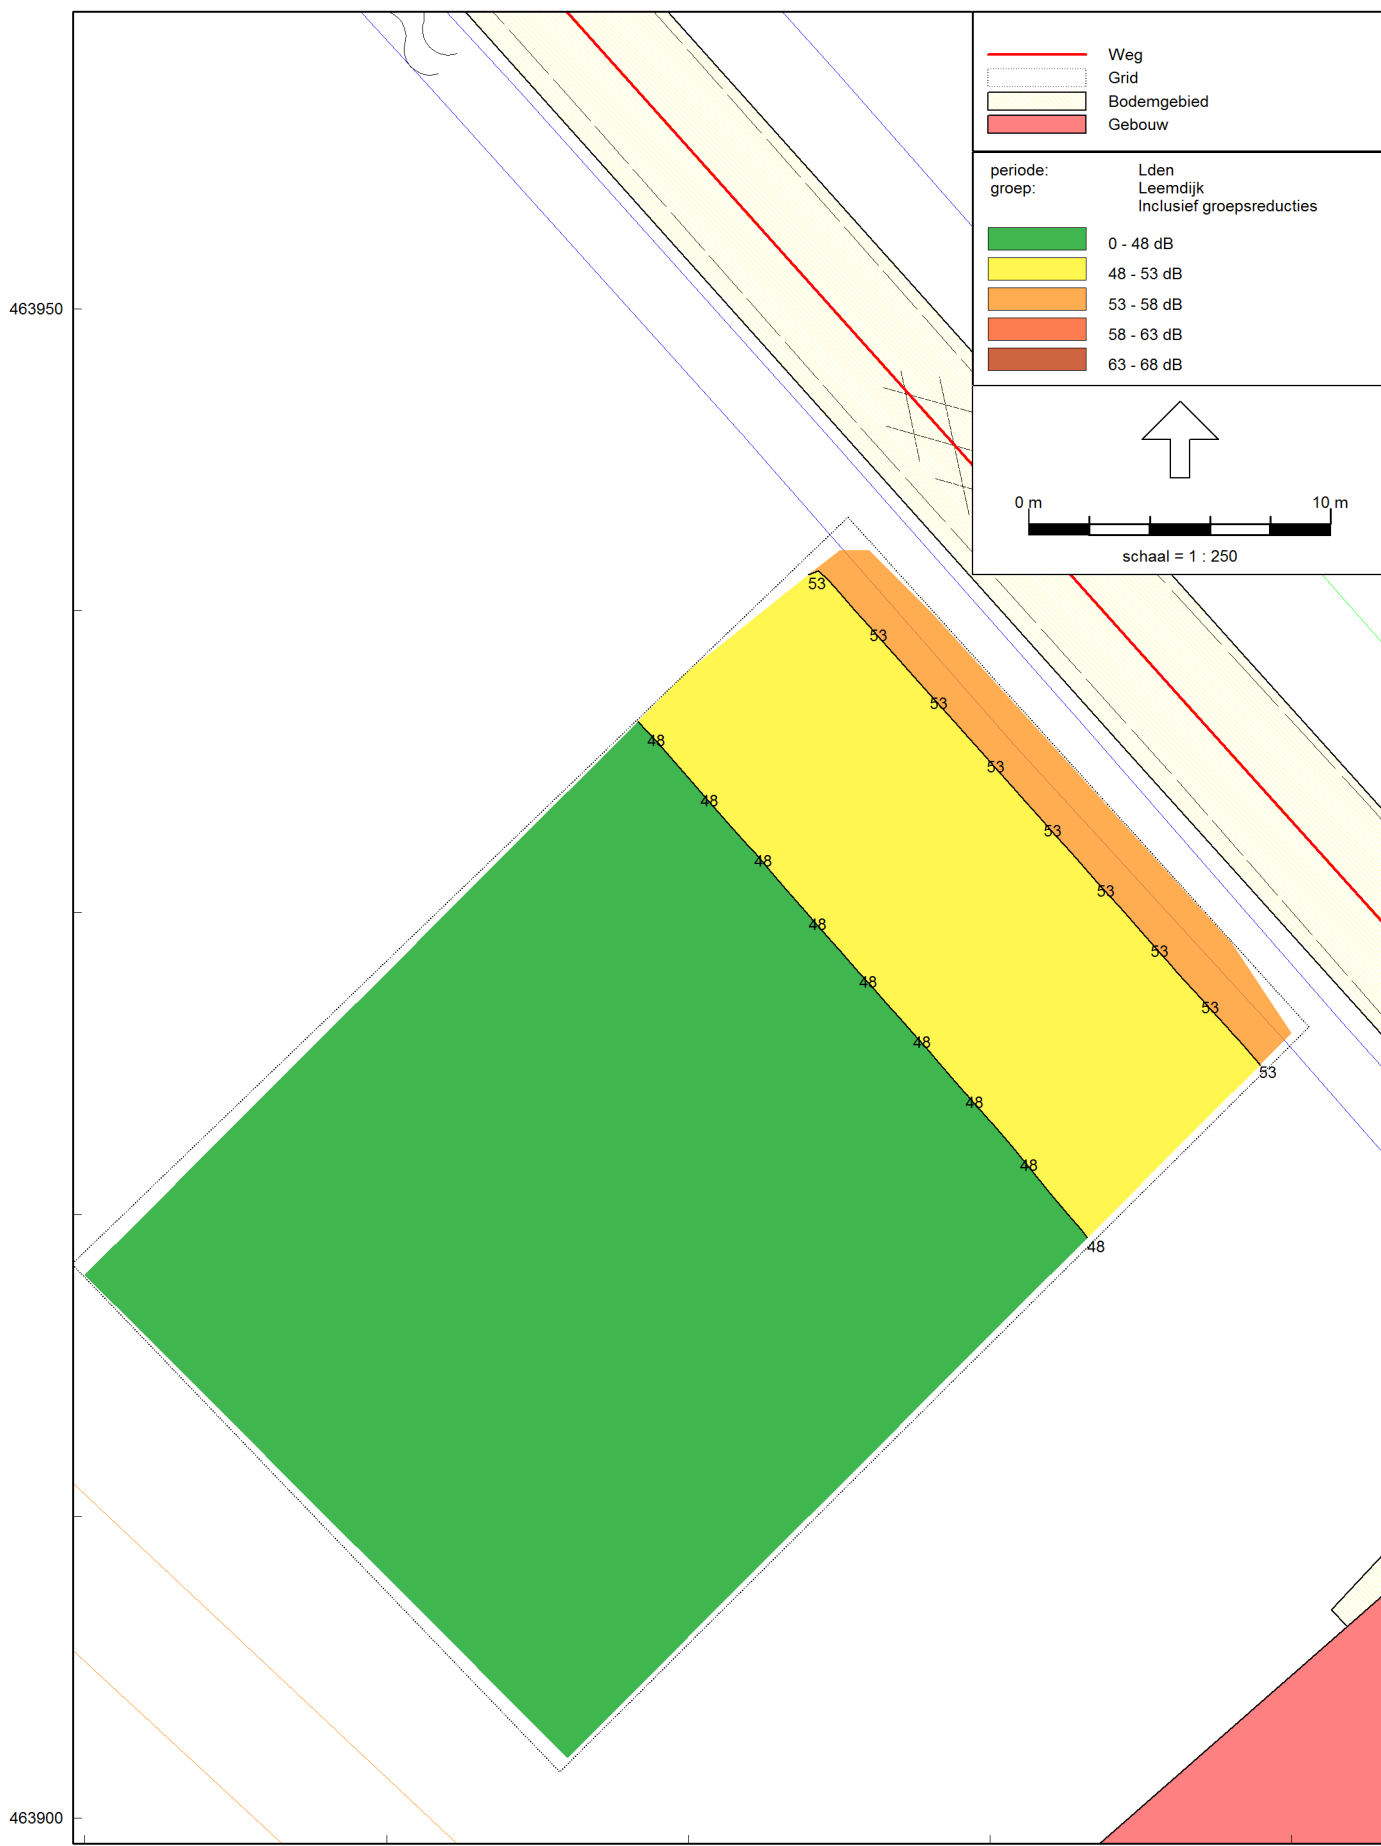 Weg
Grid
Bodemgebied
Gebouw
periode: Lden
groep: Leemdijk
Inclusief groepsreducties
0 - 48 dB
48 - 53 dB
53 - 58 dB
58 - 63 dB
63 - 68 dB
0 m 10 m
schaal = 1 : 250
463950
53
53
53
53
53
53
53
53
53
48
48
48
48
48
48
48
48
48
463900